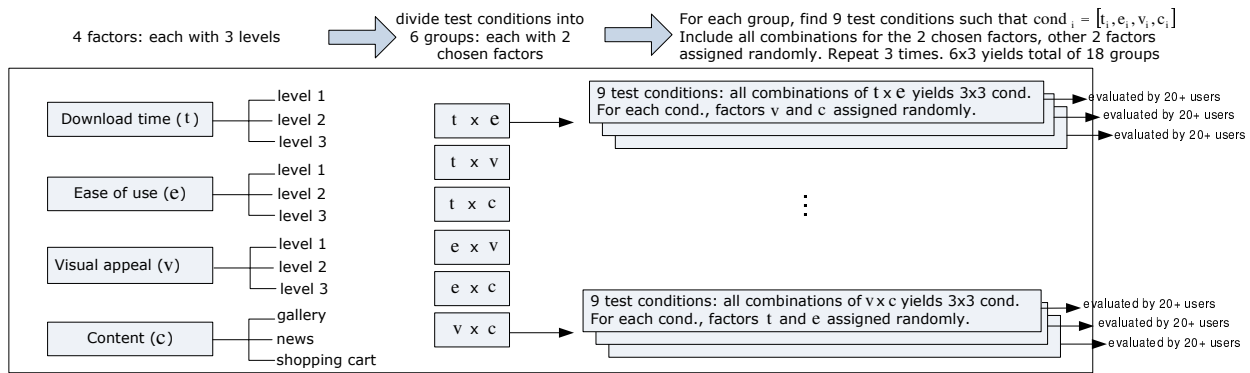 4 factors: each with 3 levels
divide test conditions into
6 groups: each with 2
chosen factors
For each group, find 9 test conditions such that cond i = [t i , e i , v i , c i ]
Include all combinations for the 2 chosen factors, other 2 factors
assigned randomly. Repeat 3 times. 6x3 yields total of 18 groups
Download time (t)
level 1
level 2
level 3
Ease of use (e)
level 1
level 2
level 3
Visual appeal (v)
level 1
level 2
level 3
Content (c)
gallery
news
shopping cart
t x e
t x v
t x c
e x v
e x c
v x c
9 test conditions: all combinations of t x e yields 3x3 cond.
For each cond., factors v and c assigned randomly.
evaluated by 20+ users
evaluated by 20+ users
evaluated by 20+ users
9 test conditions: all combinations of v x c yields 3x3 cond.
For each cond., factors t and e assigned randomly.
evaluated by 20+ users
evaluated by 20+ users
evaluated by 20+ users